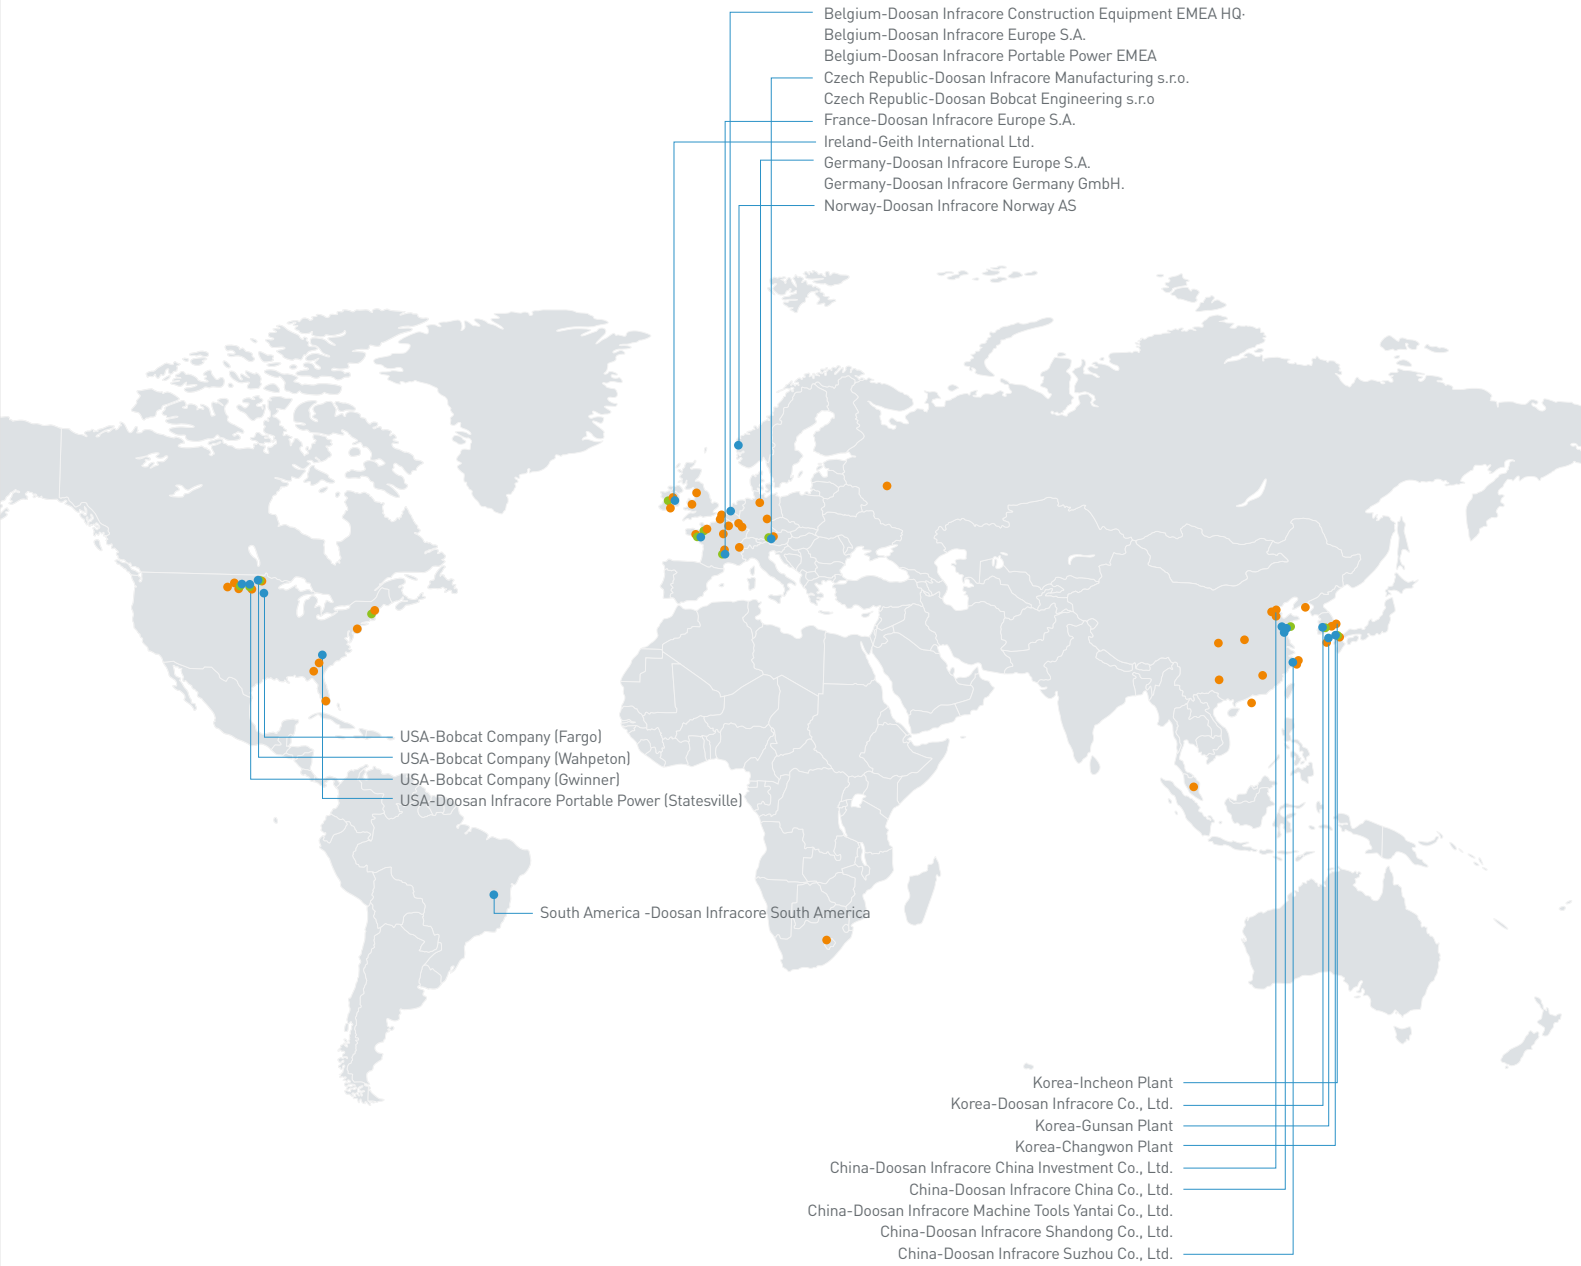 Belgium-Doosan Infracore Construction Equipment EMEA HQ·
Belgium-Doosan Infracore Europe S.A.
Belgium-Doosan Infracore Portable Power EMEA
Czech Republic-Doosan Infracore Manufacturing s.r.o.
Czech Republic-Doosan Bobcat Engineering s.r.o
France-Doosan Infracore Europe S.A.
Ireland-Geith International Ltd.
Germany-Doosan Infracore Europe S.A.
Germany-Doosan Infracore Germany GmbH.
Norway-Doosan Infracore Norway AS
USA-Bobcat Company (Fargo)
USA-Bobcat Company (Wahpeton)
USA-Bobcat Company (Gwinner)
USA-Doosan Infracore Portable Power (Statesville)
South America -Doosan Infracore South America
Korea-Incheon Plant
Korea-Doosan Infracore Co., Ltd.
Korea-Gunsan Plant
Korea-Changwon Plant
China-Doosan Infracore China Investment Co., Ltd.
China-Doosan Infracore China Co., Ltd.
China-Doosan Infracore Machine Tools Yantai Co., Ltd.
China-Doosan Infracore Shandong Co., Ltd.
China-Doosan Infracore Suzhou Co., Ltd.